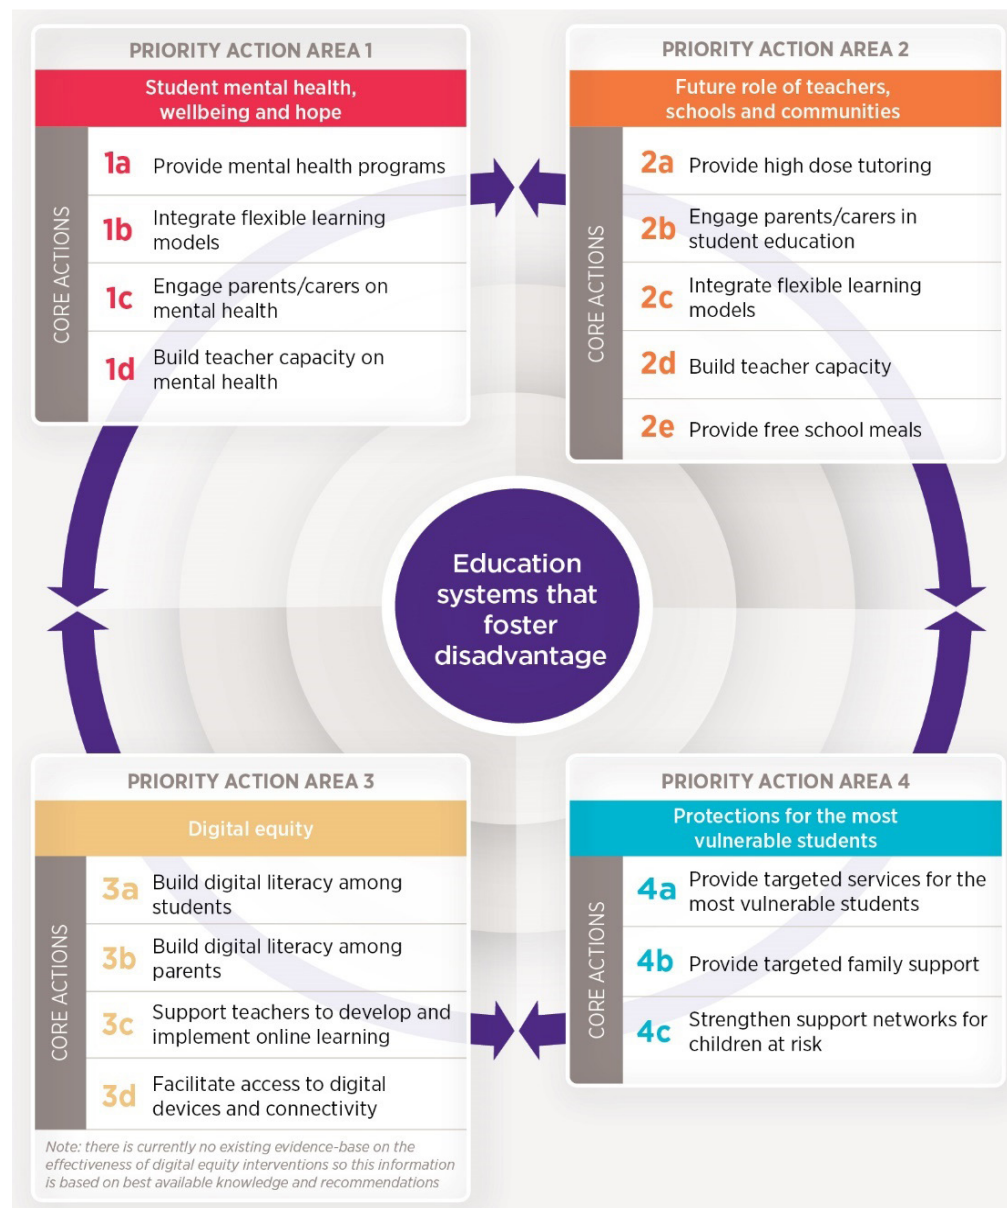 PRIORITY ACTION AREA 1
Student mental health,
wellbeing and hope
CORE ACTIONS
1a Provide mental health programs
1b Integrate flexible learning
models
1c Engage parents/carers on
mental health
1d Build teacher capacity on
mental health
PRIORITY ACTION AREA 2
Future role of teachers,
schools and communities
CORE ACTIONS
2a Provide high dose tutoring
2b Engage parents/carers in
student education
2c Integrate flexible learning
models
2d Build teacher capacity
2e Provide free school meals
Education
systems that
foster
disadvantage
PRIORITY ACTION AREA 3
Digital equity
CORE ACTIONS
3a Build digital literacy among
students
3b Build digital literacy among
parents
3c Support teachers to develop and
implement online learning
3d Facilitate access to digital
devices and connectivity
Note: there is currently no existing evidence-base on the
effectiveness of digital equity interventions so this information
is based on best available knowledge and recommendations
PRIORITY ACTION AREA 4
Protections for the most
vulnerable students
CORE ACTIONS
4a Provide targeted services for the
most vulnerable students
4b Provide targeted family support
4c Strengthen support networks for
children at risk